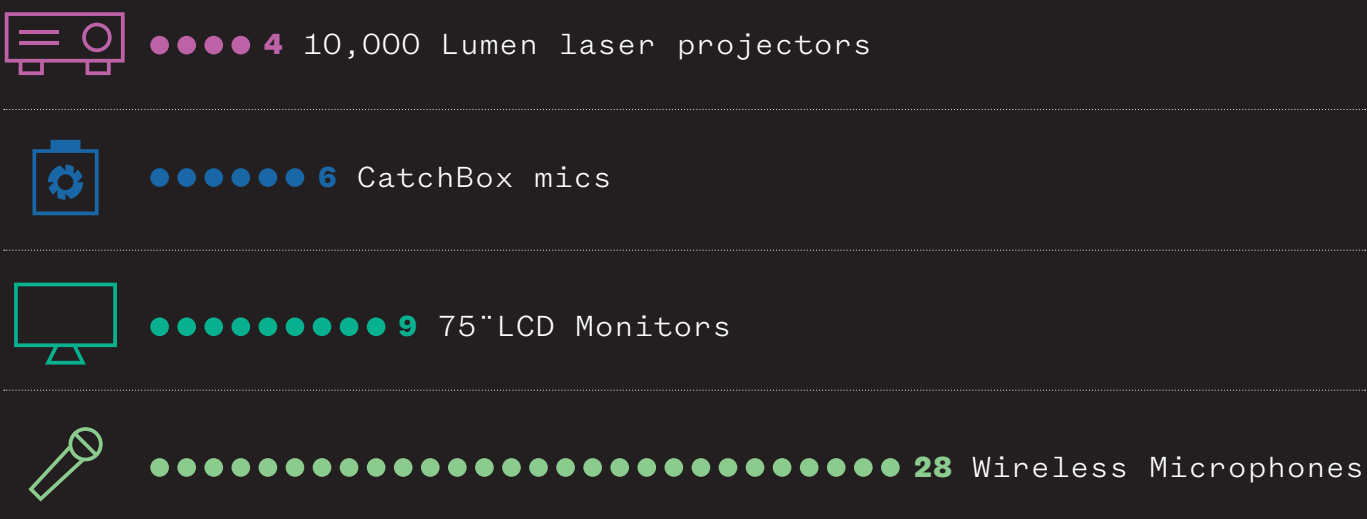 4 10,000 Lumen laser projectors
6 CatchBox mics
9 75¨LCD Monitors
28 Wireless Microphones